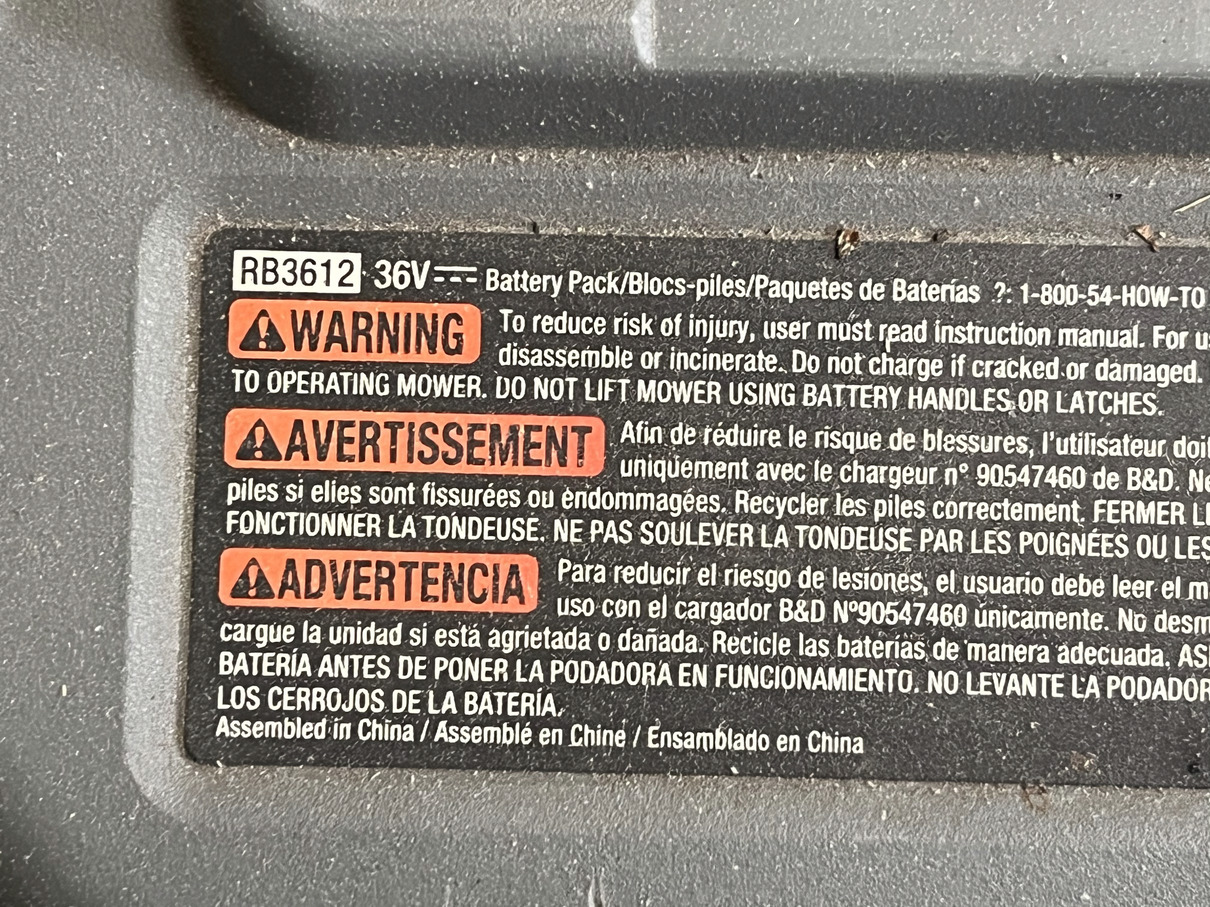 RB3612 36V Battery Pack/Blocs-piles/Paquetes de Baterías ?: 1-800-54-HOW-TO
WARNING To reduce risk of injury, user must read instruction manual. For
disassemble or incinerate. Do not charge if cracked or damaged.
TO OPERATING MOWER. DO NOT LIFT MOWER USING BATTERY HANDLES OR LATCHES.
AVERTISSEMENT Afin de réduire le risque de blessures, l'utilisateur doit
uniquement avec le chargeur n° 90547460 de B&D. Ne
piles si elles sont fissurées ou endommagées. Recycler les piles correctement. FERMER
FONCTIONNER LA TONDEUSE. NE PAS SOULEVER LA TONDEUSE PAR LES POIGNÉES OU LES
ADVERTENCIA Para reducir el riesgo de lesiones, el usuario debe leer el
uso con el cargador B&D Nº90547460 únicamente. No
cargue la unidad si está agrietada o dañada. Recicle las baterías de manera adecuada.
BATERÍA ANTES DE PONER LA PODADORA EN FUNCIONAMIENTO. NO LEVANTE LA
LOS CERROJOS DE LA BATERÍA.
Assembled in China / Assemblé en Chine / Ensamblado en China